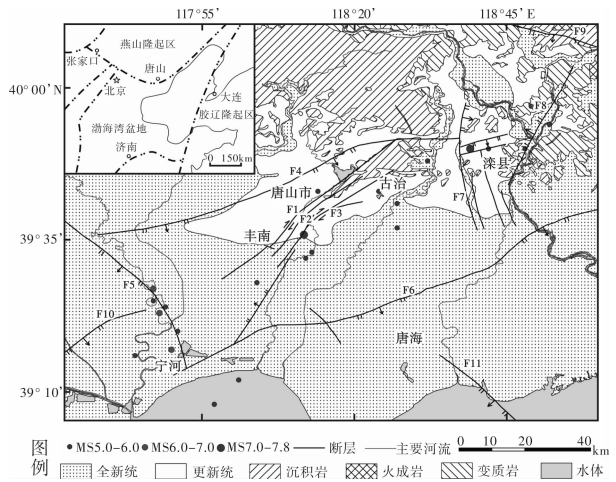 117°55′ 118°20′ 118°45′ E
燕山隆起区
张家口
唐山
北京
大连
胶辽隆起区
渤海湾盆地
济南
0 150km
40°00′ N
39°35′
39°10′
F9
F8
滦县
F4
唐山市
古冶
F1
F2
F3
F7
丰南
F5
F6
F10
唐海
宁河
F11
图例
MS5.0-6.0 MS6.0-7.0 MS7.0-7.8 断层 主要河流 0 20 40 km
全新统 更新统 沉积岩 火成岩 变质岩 水体